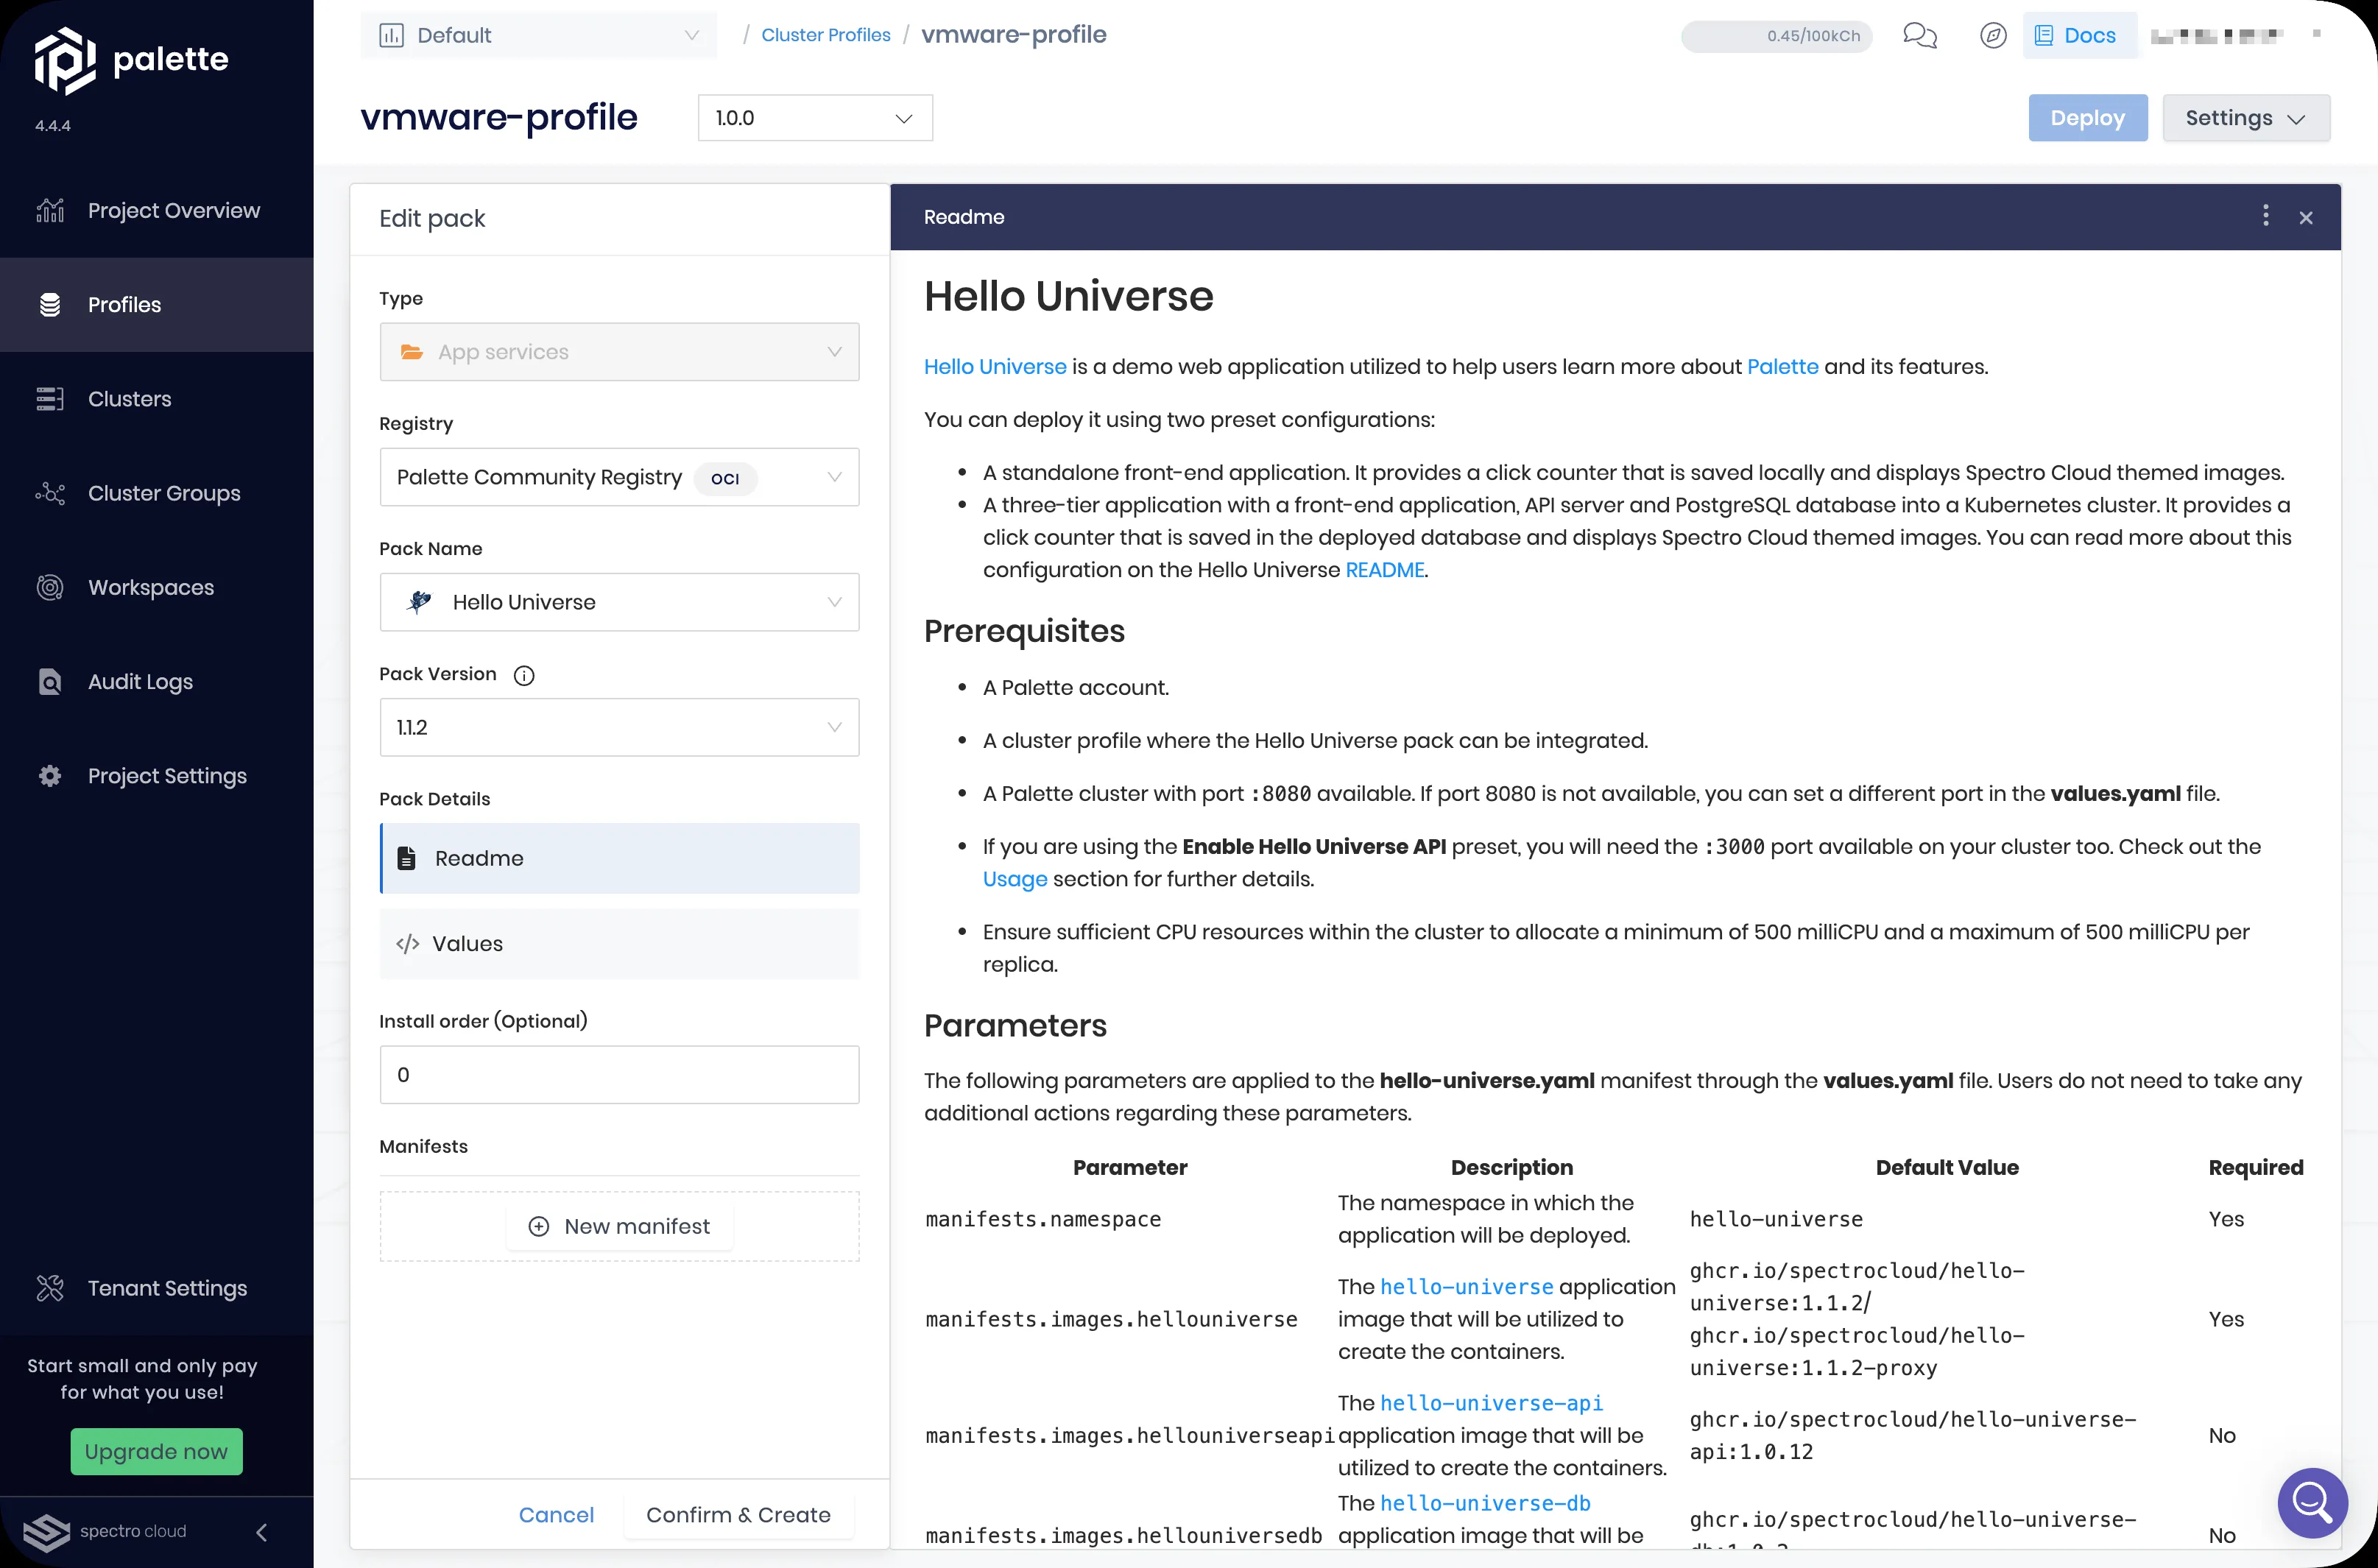 palette
4.4.4
Project Overview
Profiles
Clusters
Cluster Groups
Workspaces
Audit Logs
Project Settings
Tenant Settings
Start small and only pay
for what you use!
Upgrade now
spectro cloud
Default
/ Cluster Profiles / vmware-profile
0.45/100kCh
Docs
vmware-profile
1.0.0
Deploy
Settings
Edit pack
Type
App services
Registry
Palette Community Registry OCI
Pack Name
Hello Universe
Pack Version
1.1.2
Pack Details
Readme
Values
Install order (Optional)
0
Manifests
New manifest
Cancel
Confirm & Create
Readme
Hello Universe
Hello Universe is a demo web application utilized to help users learn more about Palette and its features.
You can deploy it using two preset configurations:
• A standalone front-end application. It provides a click counter that is saved locally and displays Spectro Cloud themed images.
• A three-tier application with a front-end application, API server and PostgreSQL database into a Kubernetes cluster. It provides a
click counter that is saved in the deployed database and displays Spectro Cloud themed images. You can read more about this
configuration on the Hello Universe README.
Prerequisites
• A Palette account.
• A cluster profile where the Hello Universe pack can be integrated.
• A Palette cluster with port :8080 available. If port 8080 is not available, you can set a different port in the values.yaml file.
• If you are using the Enable Hello Universe API preset, you will need the :3000 port available on your cluster too. Check out the
Usage section for further details.
• Ensure sufficient CPU resources within the cluster to allocate a minimum of 500 milliCPU and a maximum of 500 milliCPU per
replica.
Parameters
The following parameters are applied to the hello-universe.yaml manifest through the values.yaml file. Users do not need to take any
additional actions regarding these parameters.
Parameter Description Default Value Required
manifests.namespace
The namespace in which the
application will be deployed.
hello-universe
Yes
manifests.images.hellouniverse
The hello-universe application
image that will be utilized to
create the containers.
ghcr.io/spectrocloud/hello-
universe:1.1.2/
ghcr.io/spectrocloud/hello-
universe:1.1.2-proxy
Yes
manifests.images.hellouniverseapi
The hello-universe-api
application image that will be
utilized to create the containers.
ghcr.io/spectrocloud/hello-universe-
api:1.0.12
No
manifests.images.hellouniversedb
The hello-universe-db
application image that will be
ghcr.io/spectrocloud/hello-universe-
No